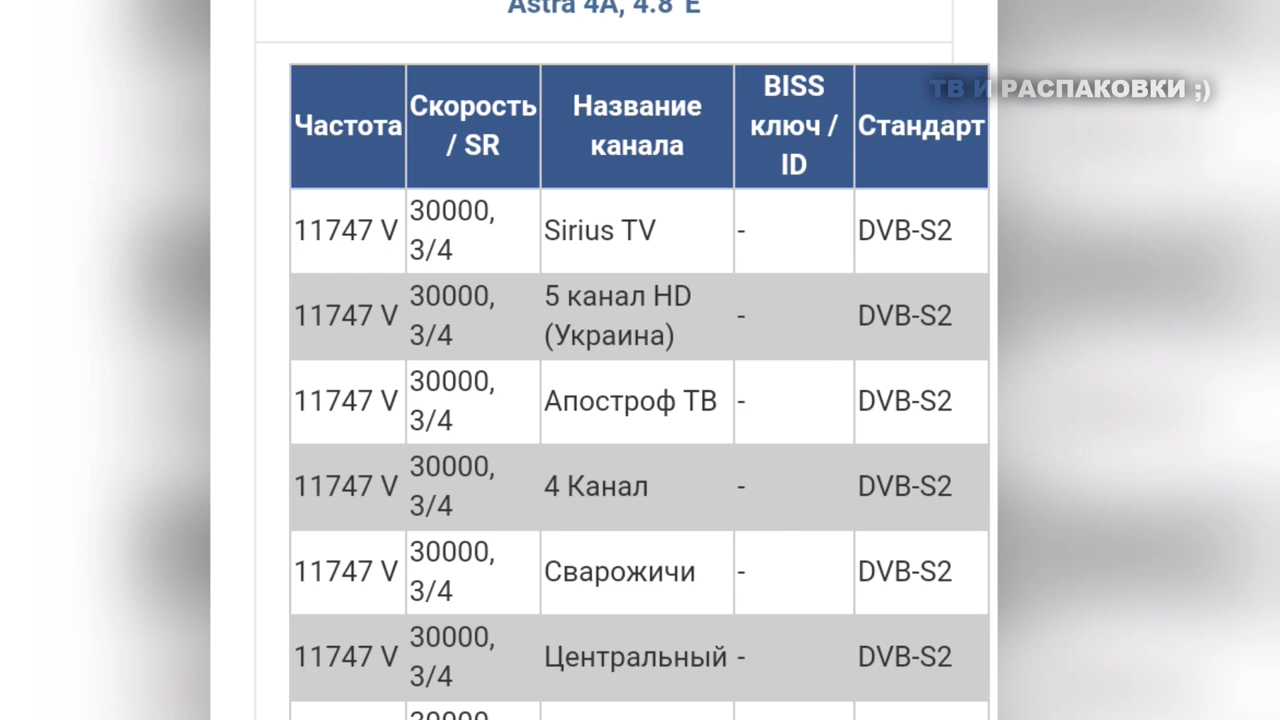 Astra 4A, 4.8°E
ТВ И РАСПАКОВКИ ;)
Частота
Скорость
/ SR
Название
канала
BISS
ключ /
ID
Стандарт
11747 V
30000,
3/4
Sirius TV
-
DVB-S2
11747 V
30000,
3/4
5 канал HD
(Украина)
-
DVB-S2
11747 V
30000,
3/4
Апостроф ТВ
-
DVB-S2
11747 V
30000,
3/4
4 Канал
-
DVB-S2
11747 V
30000,
3/4
Сварожичи
-
DVB-S2
11747 V
30000,
3/4
Центральный
-
DVB-S2
30000